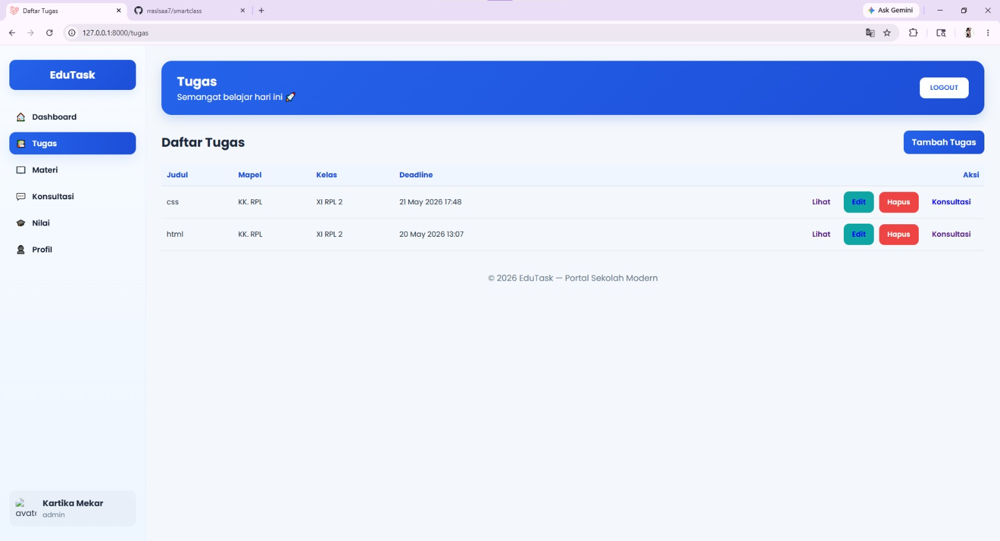 Daftar Tugas
rraslsaa7/smartclass
Ask Gemini
127.0.0.1:8000/tugas
EduTask
Dashboard
Tugas
Materi
Konsultasi
Nilai
Profil
Tugas
Semangat belajar hari ini 🚀
LOGOUT
Daftar Tugas
Tambah Tugas
Judul Mapel Kelas Deadline Aksi
css KK. RPL XI RPL 2 21 May 2026 17:48 Lihat Edit Hapus Konsultasi
html KK. RPL XI RPL 2 20 May 2026 13:07 Lihat Edit Hapus Konsultasi
© 2026 EduTask — Portal Sekolah Modern
Kartika Mekar
admin